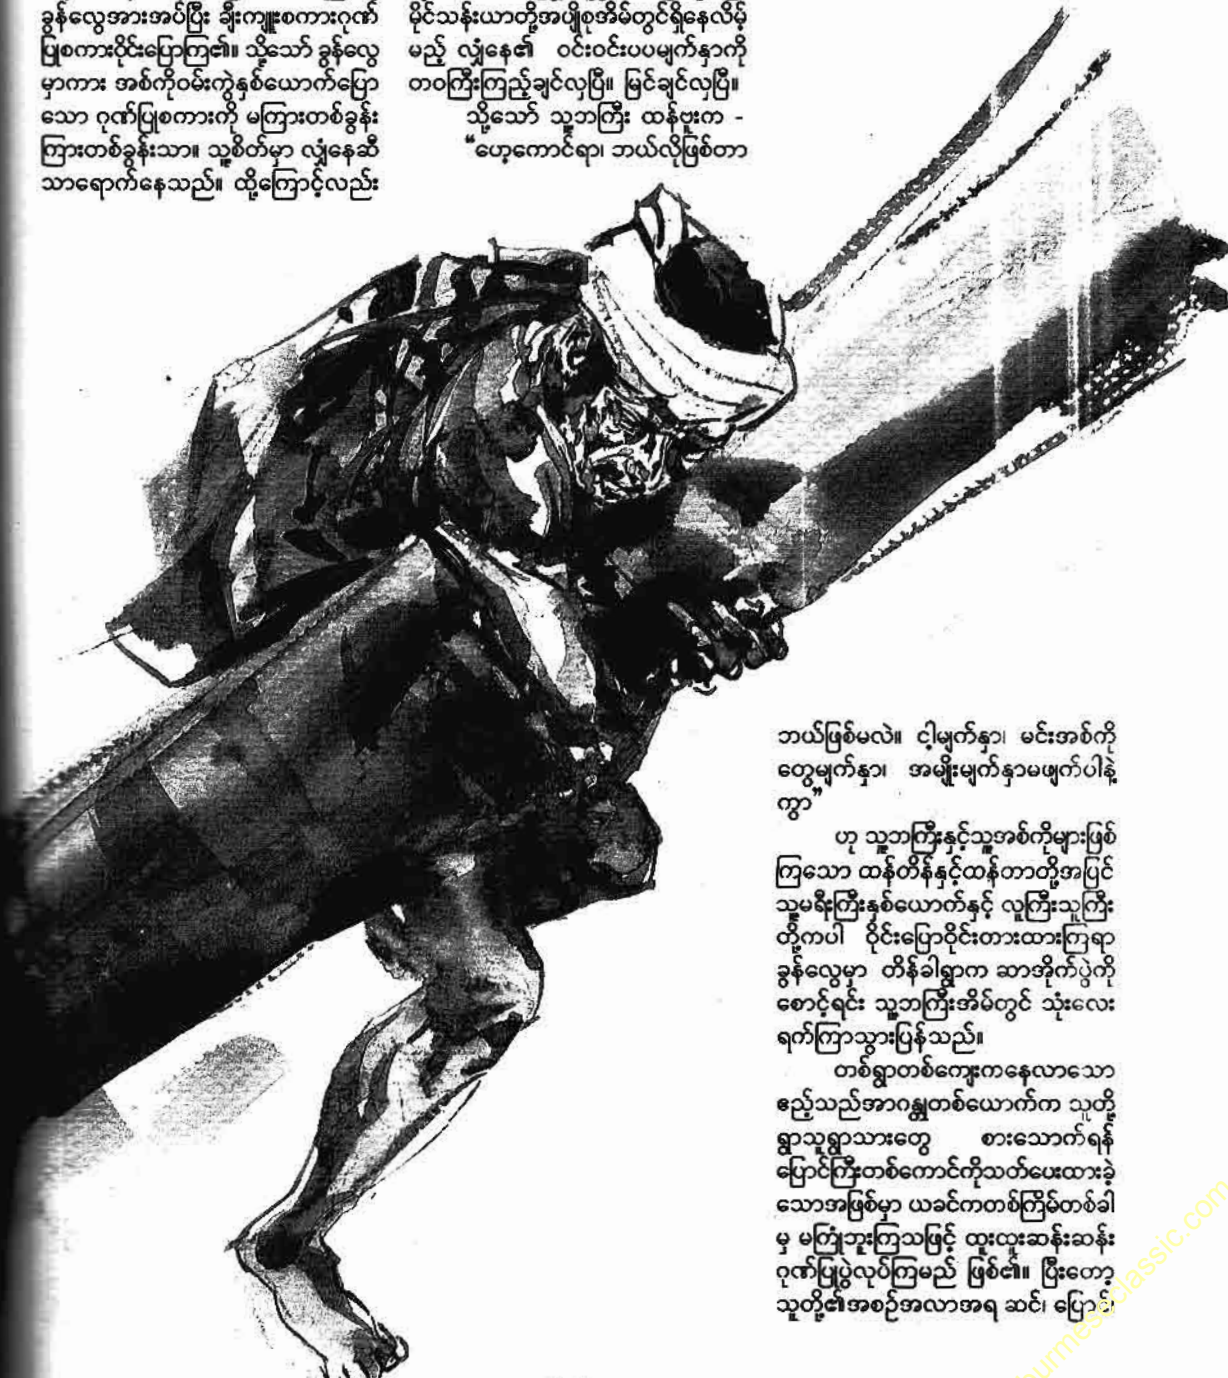 ခွန်လွေအားအပ်ပြီး ချီးကျူးစကားဂုဏ်
ပြုစကားဝိုင်းပြောကြ၏။ သို့သော် ခွန်လွေ
မှာကား အစ်ကိုဝမ်းကွဲနှစ်ယောက်ပြော
သော ဂုဏ်ပြုစကားကို မကြားတစ်ခွန်း
ကြားတစ်ခွန်းသာ။ သူ့စိတ်မှာ လျှံနေဆီ
သာရောက်နေသည်။ ထို့ကြောင့်လည်း
မိုင်သန်းယာတို့အပျိုစုအိမ်တွင်ရှိနေလိမ့်
မည့် လျှံနေ၏ ဝင်းဝင်းပပမျက်နှာကို
တဝကြီးကြည့်ချင်လှပြီ။ မြင်ချင်လှပြီ။
သို့သော် သူ့ဘကြီး ထန်ဗူးက -
“ဟေ့ကောင်ရာ၊ ဘယ်လိုဖြစ်တာ
ဘယ်ဖြစ်မလဲ။ ငါ့မျက်နှာ၊ မင်းအစ်ကို
တွေမျက်နှာ၊ အမျိုးမျက်နှာမဖျက်ပါနဲ့
ကွာ”
ဟု သူ့ဘကြီးနှင့်သူ့အစ်ကိုများဖြစ်
ကြသော ထန်တိန်နှင့်ထန်တာတို့အပြင်
သူ့မရီးကြီးနှစ်ယောက်နှင့် လူကြီးသူကြီး
တို့ကပါ ဝိုင်းပြောဝိုင်းတားထားကြရာ
ခွန်လွေမှာ တိန်ခါရွာက ဆာအိုက်ပွဲကို
စောင့်ရင်း သူ့ဘကြီးအိမ်တွင် သုံးလေး
ရက်ကြာသွားပြန်သည်။
တစ်ရွာတစ်ကျေးကနေလာသော
ဧည့်သည်အာဂန္တုတစ်ယောက်က သူတို့
ရွာသူရွာသားတွေ စားသောက်ရန်
ပြောင်ကြီးတစ်ကောင်ကိုသတ်ပေးထားခဲ့
သောအဖြစ်မှာ ယခင်ကတစ်ကြိမ်တစ်ခါ
မှ မကြုံဘူးကြသဖြင့် ထူးထူးဆန်းဆန်း
ဂုဏ်ပြုပွဲလုပ်ကြမည် ဖြစ်၏။ ပြီးတော့
သူတို့၏အစဉ်အလာအရ ဆင်၊ ပြောင်